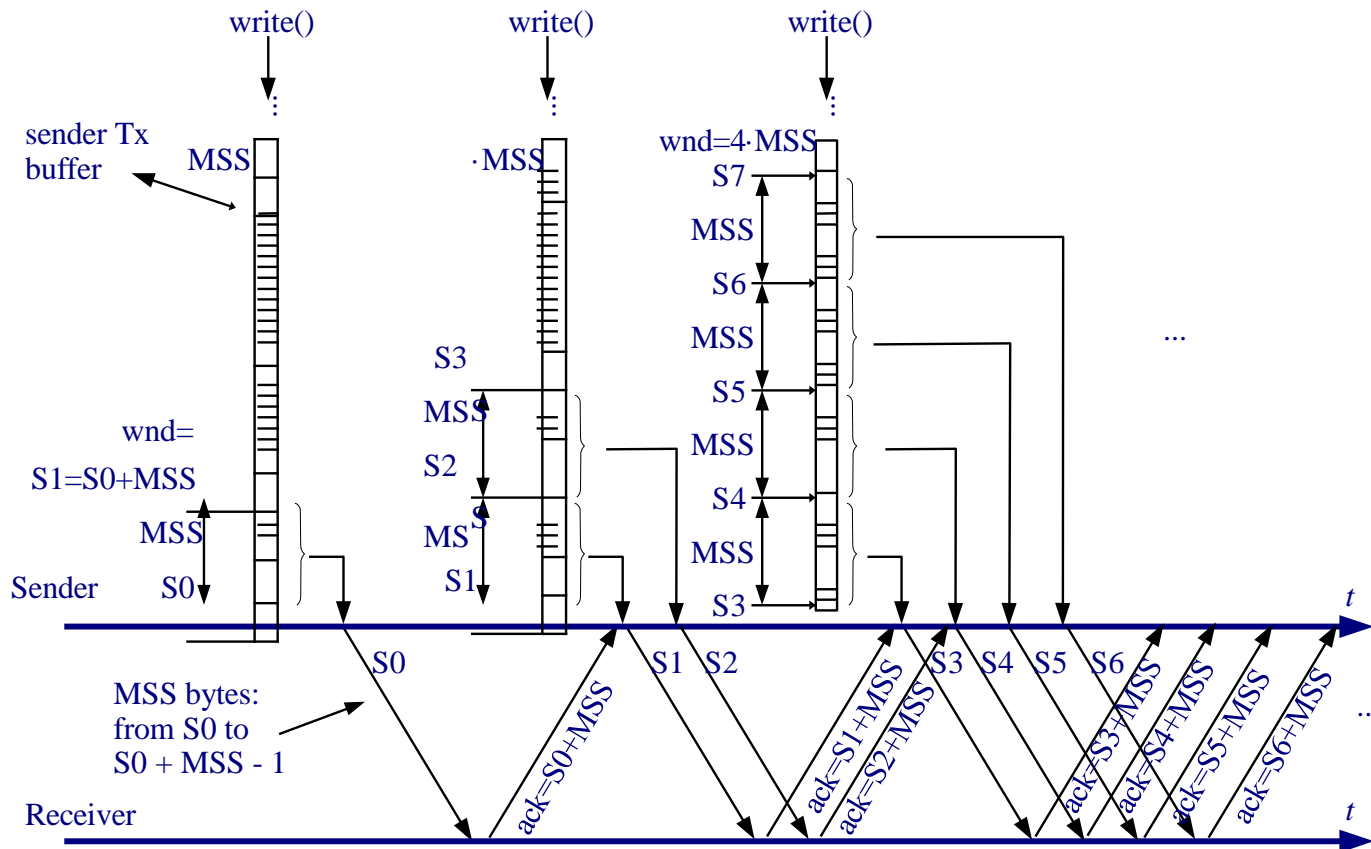 write()
write()
write()
...
...
...
sender Tx
buffer
MSS
·MSS
wnd=4·MSS
S7
MSS
S6
MSS
S5
MSS
S4
MSS
S3
S3
MSS
S2
S
MS
S1
wnd=
S1=S0+MSS
MSS
S0
...
Sender
t
S0
S1
S2
S3
S4
S5
S6
MSS bytes:
from S0 to
S0 + MSS - 1
ack=S0+MSS
ack=S1+MSS
ack=S2+MSS
ack=S3+MSS
ack=S4+MSS
ack=S5+MSS
ack=S6+MSS
...
Receiver
t